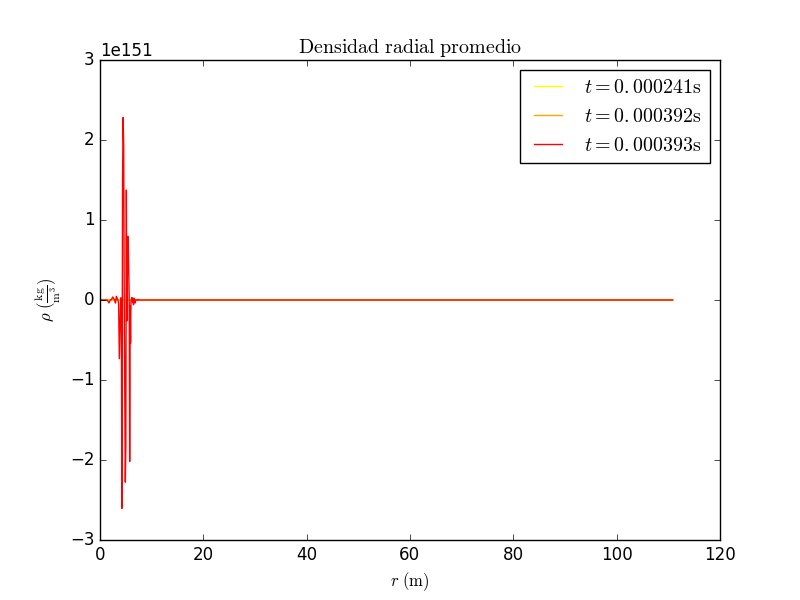 Densidad radial promedio
1e151
t = 0.000241s
t = 0.000392s
t = 0.000393s
3
2
1
0
−1
−2
−3
ρ (kg/m³)
0 20 40 60 80 100 120
r (m)